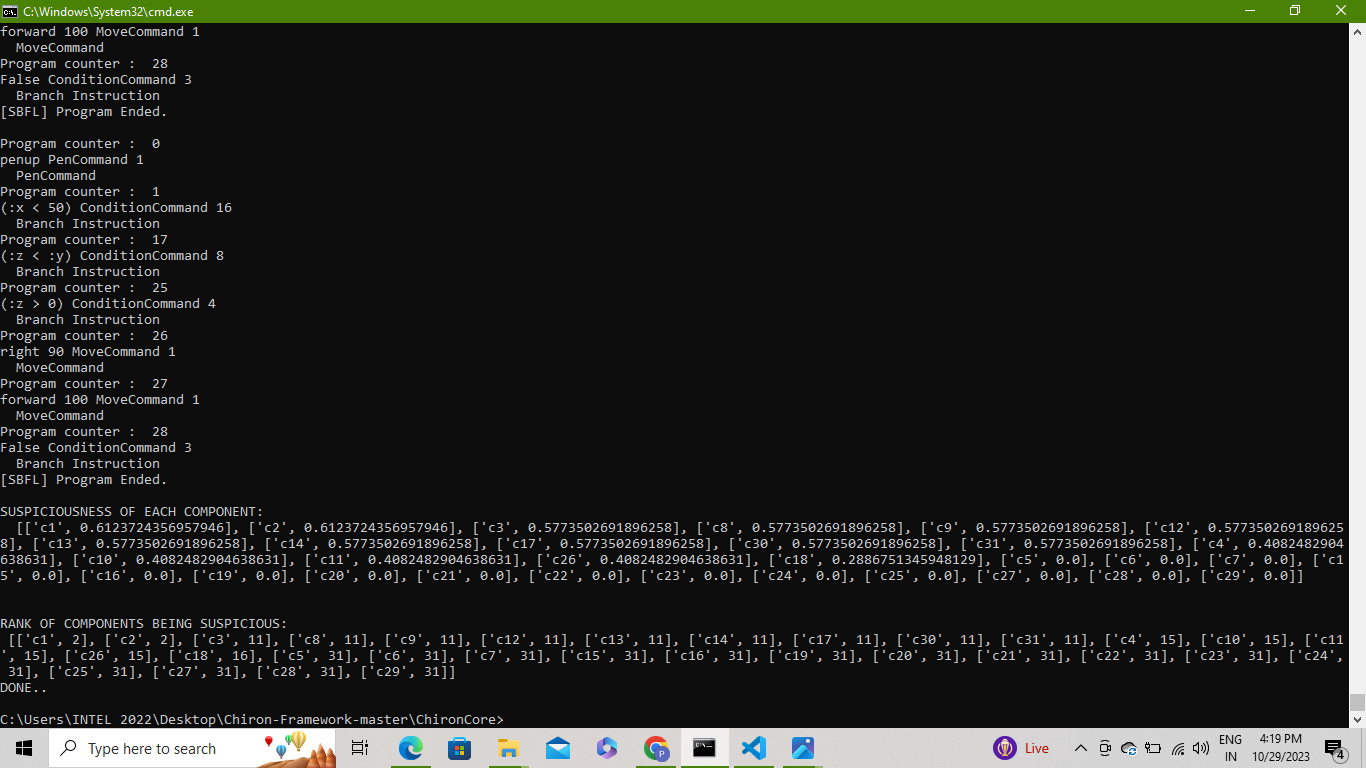 C:\Windows\System32\cmd.exe
forward 100 MoveCommand 1
MoveCommand
Program counter :  28
False ConditionCommand 3
Branch Instruction
[SBFL] Program Ended.
Program counter :  0
penup PenCommand 1
PenCommand
Program counter :  1
(:x < 50) ConditionCommand 16
Branch Instruction
Program counter :  17
(:z < :y) ConditionCommand 8
Branch Instruction
Program counter :  25
(:z > 0) ConditionCommand 4
Branch Instruction
Program counter :  26
right 90 MoveCommand 1
MoveCommand
Program counter :  27
forward 100 MoveCommand 1
MoveCommand
Program counter :  28
False ConditionCommand 3
Branch Instruction
[SBFL] Program Ended.
SUSPICIOUSNESS OF EACH COMPONENT:
[['c1', 0.6123724356957946], ['c2', 0.6123724356957946], ['c3', 0.5773502691896258], ['c8', 0.5773502691896258], ['c9', 0.5773502691896258], ['c12', 0.577350269189625
8], ['c13', 0.5773502691896258], ['c14', 0.5773502691896258], ['c17', 0.5773502691896258], ['c30', 0.5773502691896258], ['c31', 0.5773502691896258], ['c4', 0.4082482904
638631], ['c10', 0.4082482904638631], ['c11', 0.4082482904638631], ['c26', 0.4082482904638631], ['c18', 0.2886751345948129], ['c5', 0.0], ['c6', 0.0], ['c7', 0.0], ['c1
5', 0.0], ['c16', 0.0], ['c19', 0.0], ['c20', 0.0], ['c21', 0.0], ['c22', 0.0], ['c23', 0.0], ['c24', 0.0], ['c25', 0.0], ['c27', 0.0], ['c28', 0.0], ['c29', 0.0]]
RANK OF COMPONENTS BEING SUSPICIOUS:
[['c1', 2], ['c2', 2], ['c3', 11], ['c8', 11], ['c9', 11], ['c12', 11], ['c13', 11], ['c14', 11], ['c17', 11], ['c30', 11], ['c31', 11], ['c4', 15], ['c10', 15], ['c11
', 15], ['c26', 15], ['c18', 16], ['c5', 31], ['c6', 31], ['c7', 31], ['c15', 31], ['c16', 31], ['c19', 31], ['c20', 31], ['c21', 31], ['c22', 31], ['c23', 31], ['c24',
31], ['c25', 31], ['c27', 31], ['c28', 31], ['c29', 31]]
DONE..
C:\Users\INTEL 2022\Desktop\Chiron-Framework-master\ChironCore>
Type here to search
Live
ENG
IN
4:19 PM
10/29/2023
4